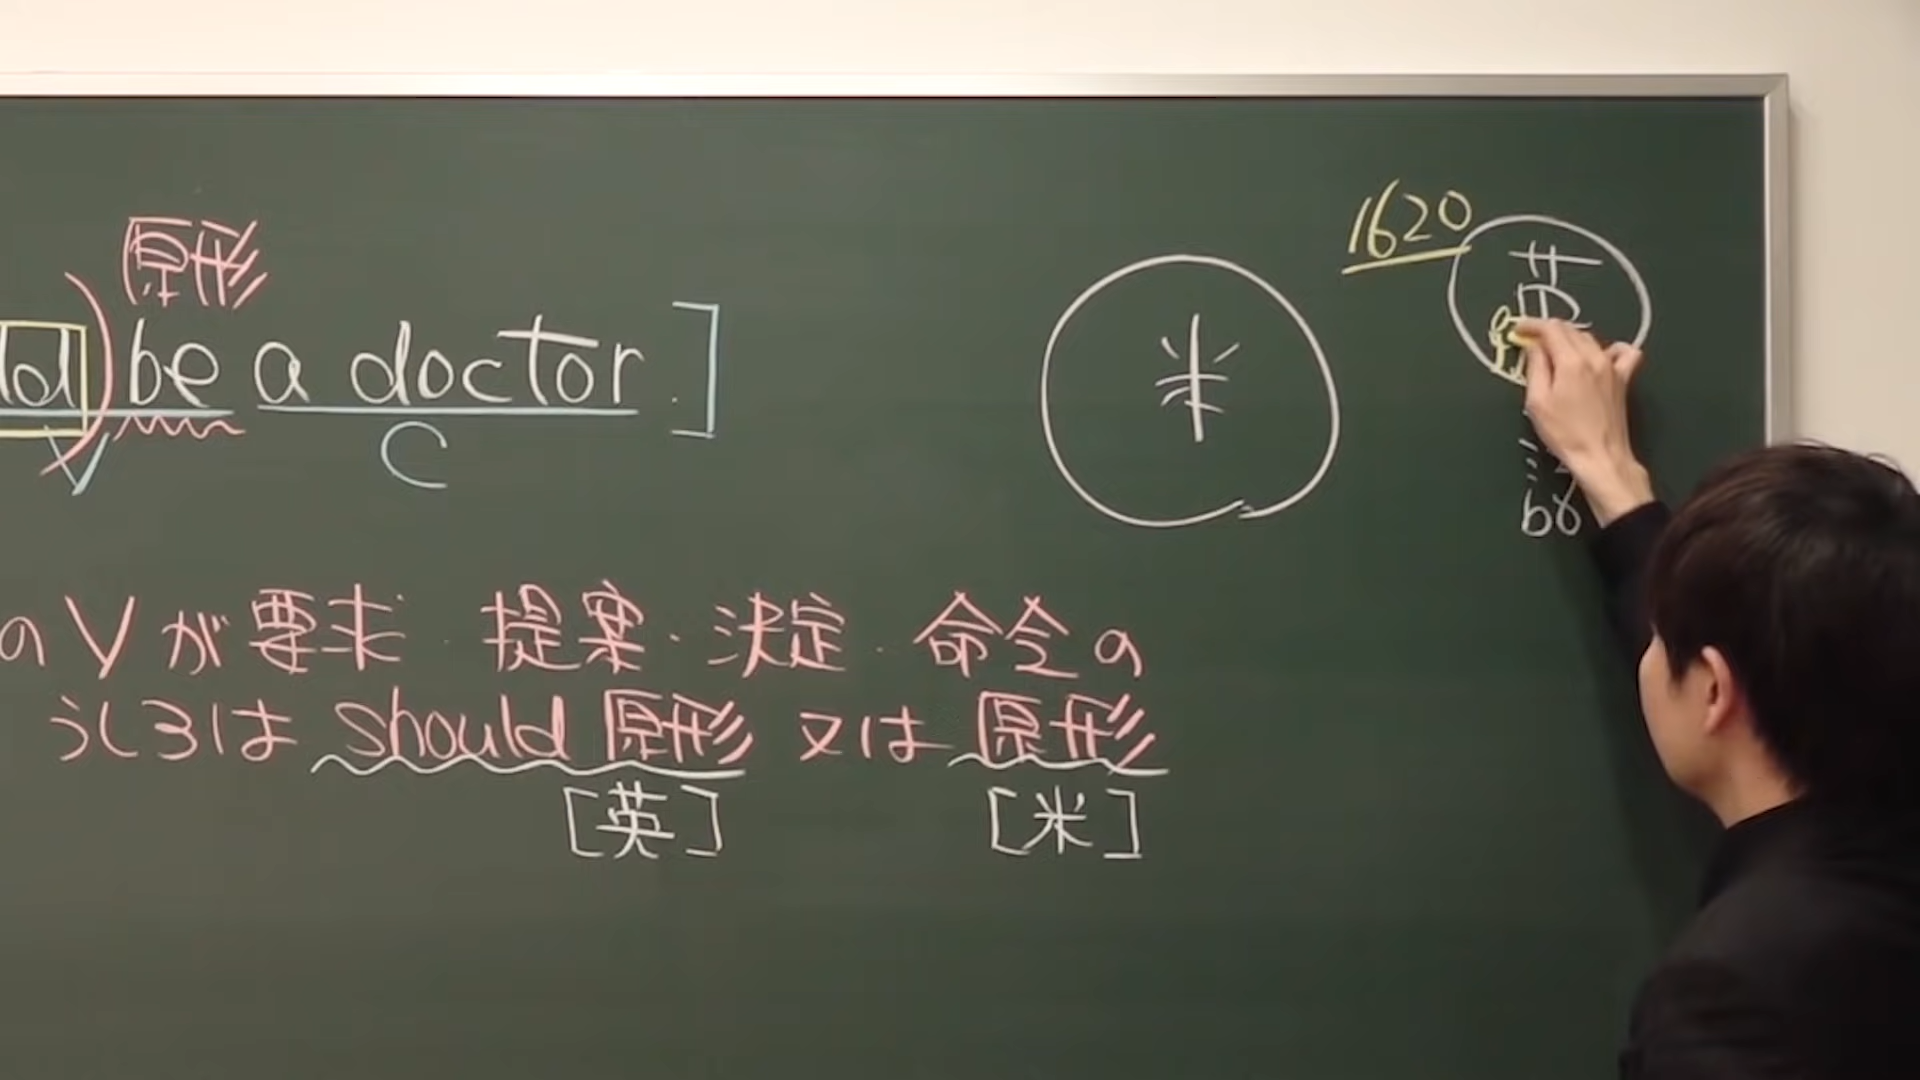 原形
ld) be a doctor.]
V C
のVが要求・提案・決定・命令の
うしろは should 原形 又は 原形
[英] [米]
米
1620
英